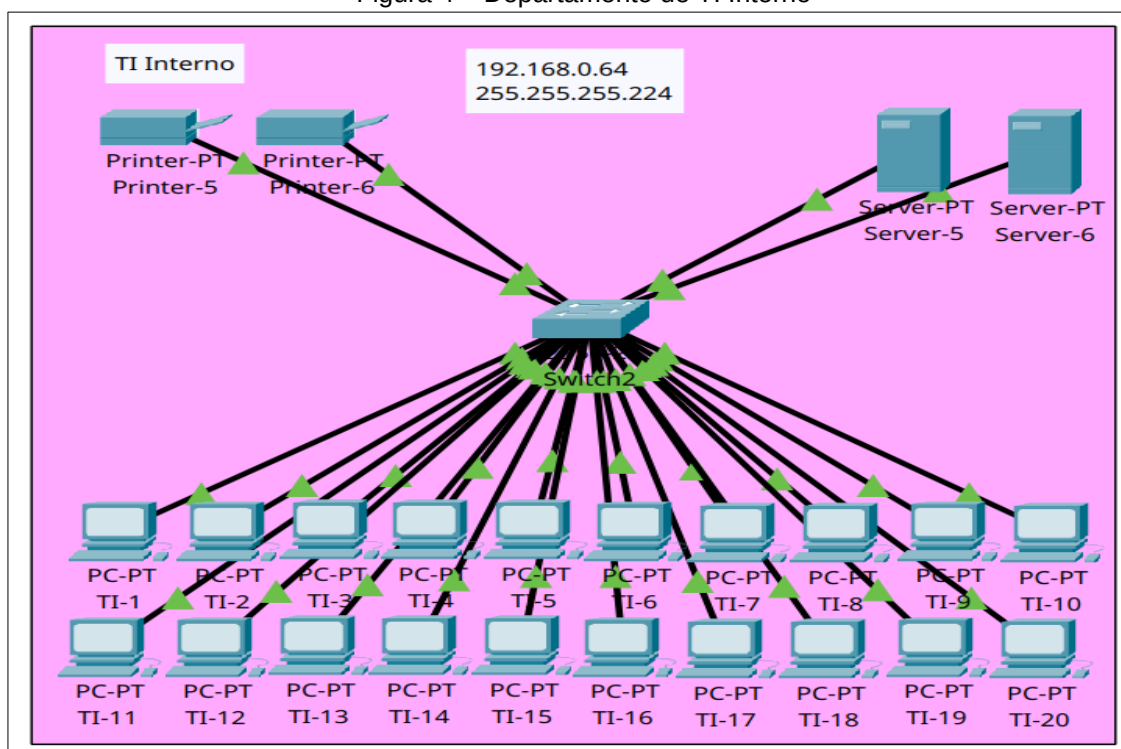 TI Interno
192.168.0.64
255.255.255.224
Printer-PT
Printer-5
Printer-PT
Printer-6
Server-PT
Server-5
Server-PT
Server-6
Switch2
PC-PT
TI-1
PC-PT
TI-2
PC-PT
TI-3
PC-PT
TI-4
PC-PT
TI-5
PC-PT
TI-6
PC-PT
TI-7
PC-PT
TI-8
PC-PT
TI-9
PC-PT
TI-10
PC-PT
TI-11
PC-PT
TI-12
PC-PT
TI-13
PC-PT
TI-14
PC-PT
TI-15
PC-PT
TI-16
PC-PT
TI-17
PC-PT
TI-18
PC-PT
TI-19
PC-PT
TI-20